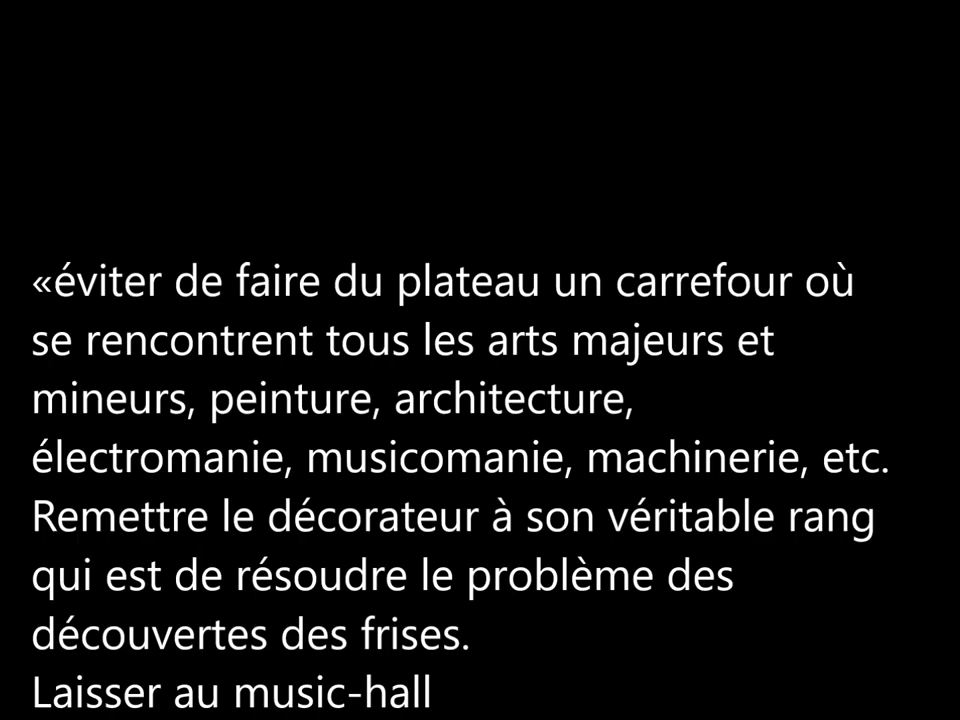 «éviter de faire du plateau un carrefour où
se rencontrent tous les arts majeurs et
mineurs, peinture, architecture,
électromanie, musicomanie, machinerie, etc.
Remettre le décorateur à son véritable rang
qui est de résoudre le problème des
découvertes des frises.
Laisser au music-hall